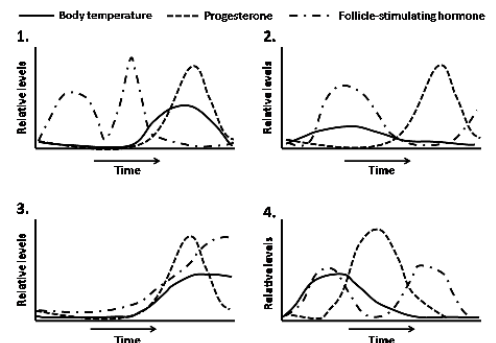 Body temperature Progesterone Follicle-stimulating hormone
1.
Relative levels
Time
2.
Relative levels
Time
3.
Relative levels
Time
4.
Relative levels
Time